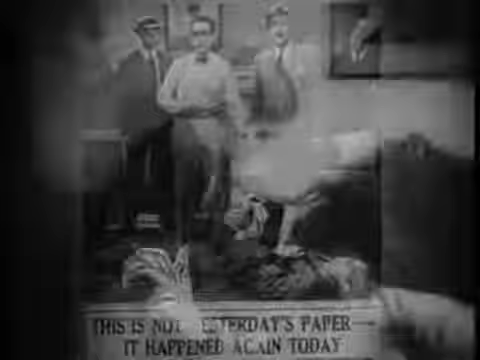 THIS IS NOT YESTERDAY'S PAPER
IT HAPPENED AGAIN TODAY